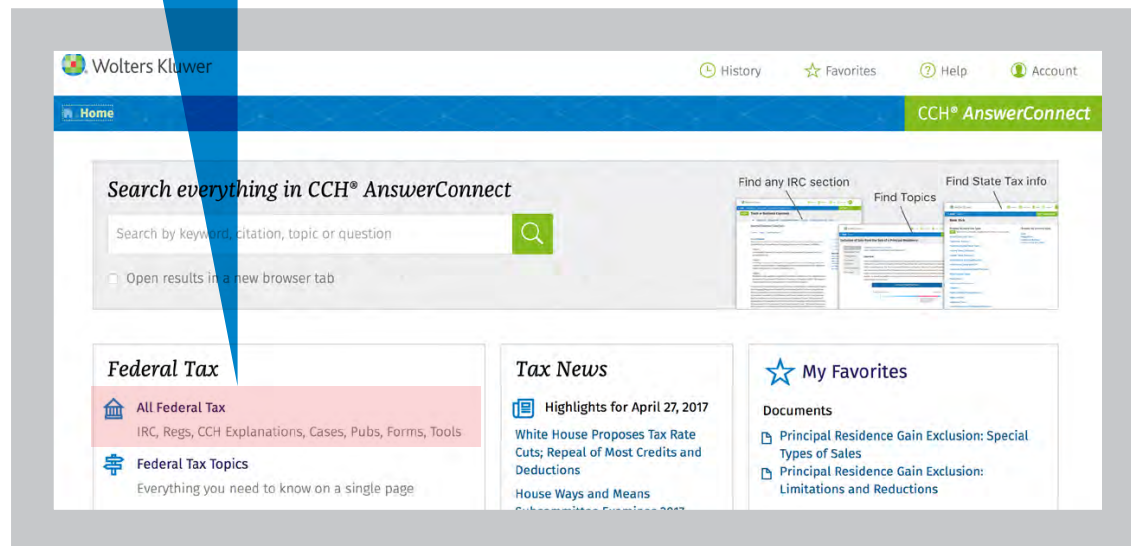 Wolters Kluwer
History
Favorites
Help
Account
Home
CCH® AnswerConnect
Search everything in CCH® AnswerConnect
Search by keyword, citation, topic or question
Open results in a new browser tab
Find any IRC section
Find Topics
Find State Tax info
Federal Tax
All Federal Tax
IRC, Regs, CCH Explanations, Cases, Pubs, Forms, Tools
Federal Tax Topics
Everything you need to know on a single page
Tax News
Highlights for April 27, 2017
White House Proposes Tax Rate
Cuts; Repeal of Most Credits and
Deductions
House Ways and Means
My Favorites
Documents
Principal Residence Gain Exclusion: Special
Types of Sales
Principal Residence Gain Exclusion:
Limitations and Reductions